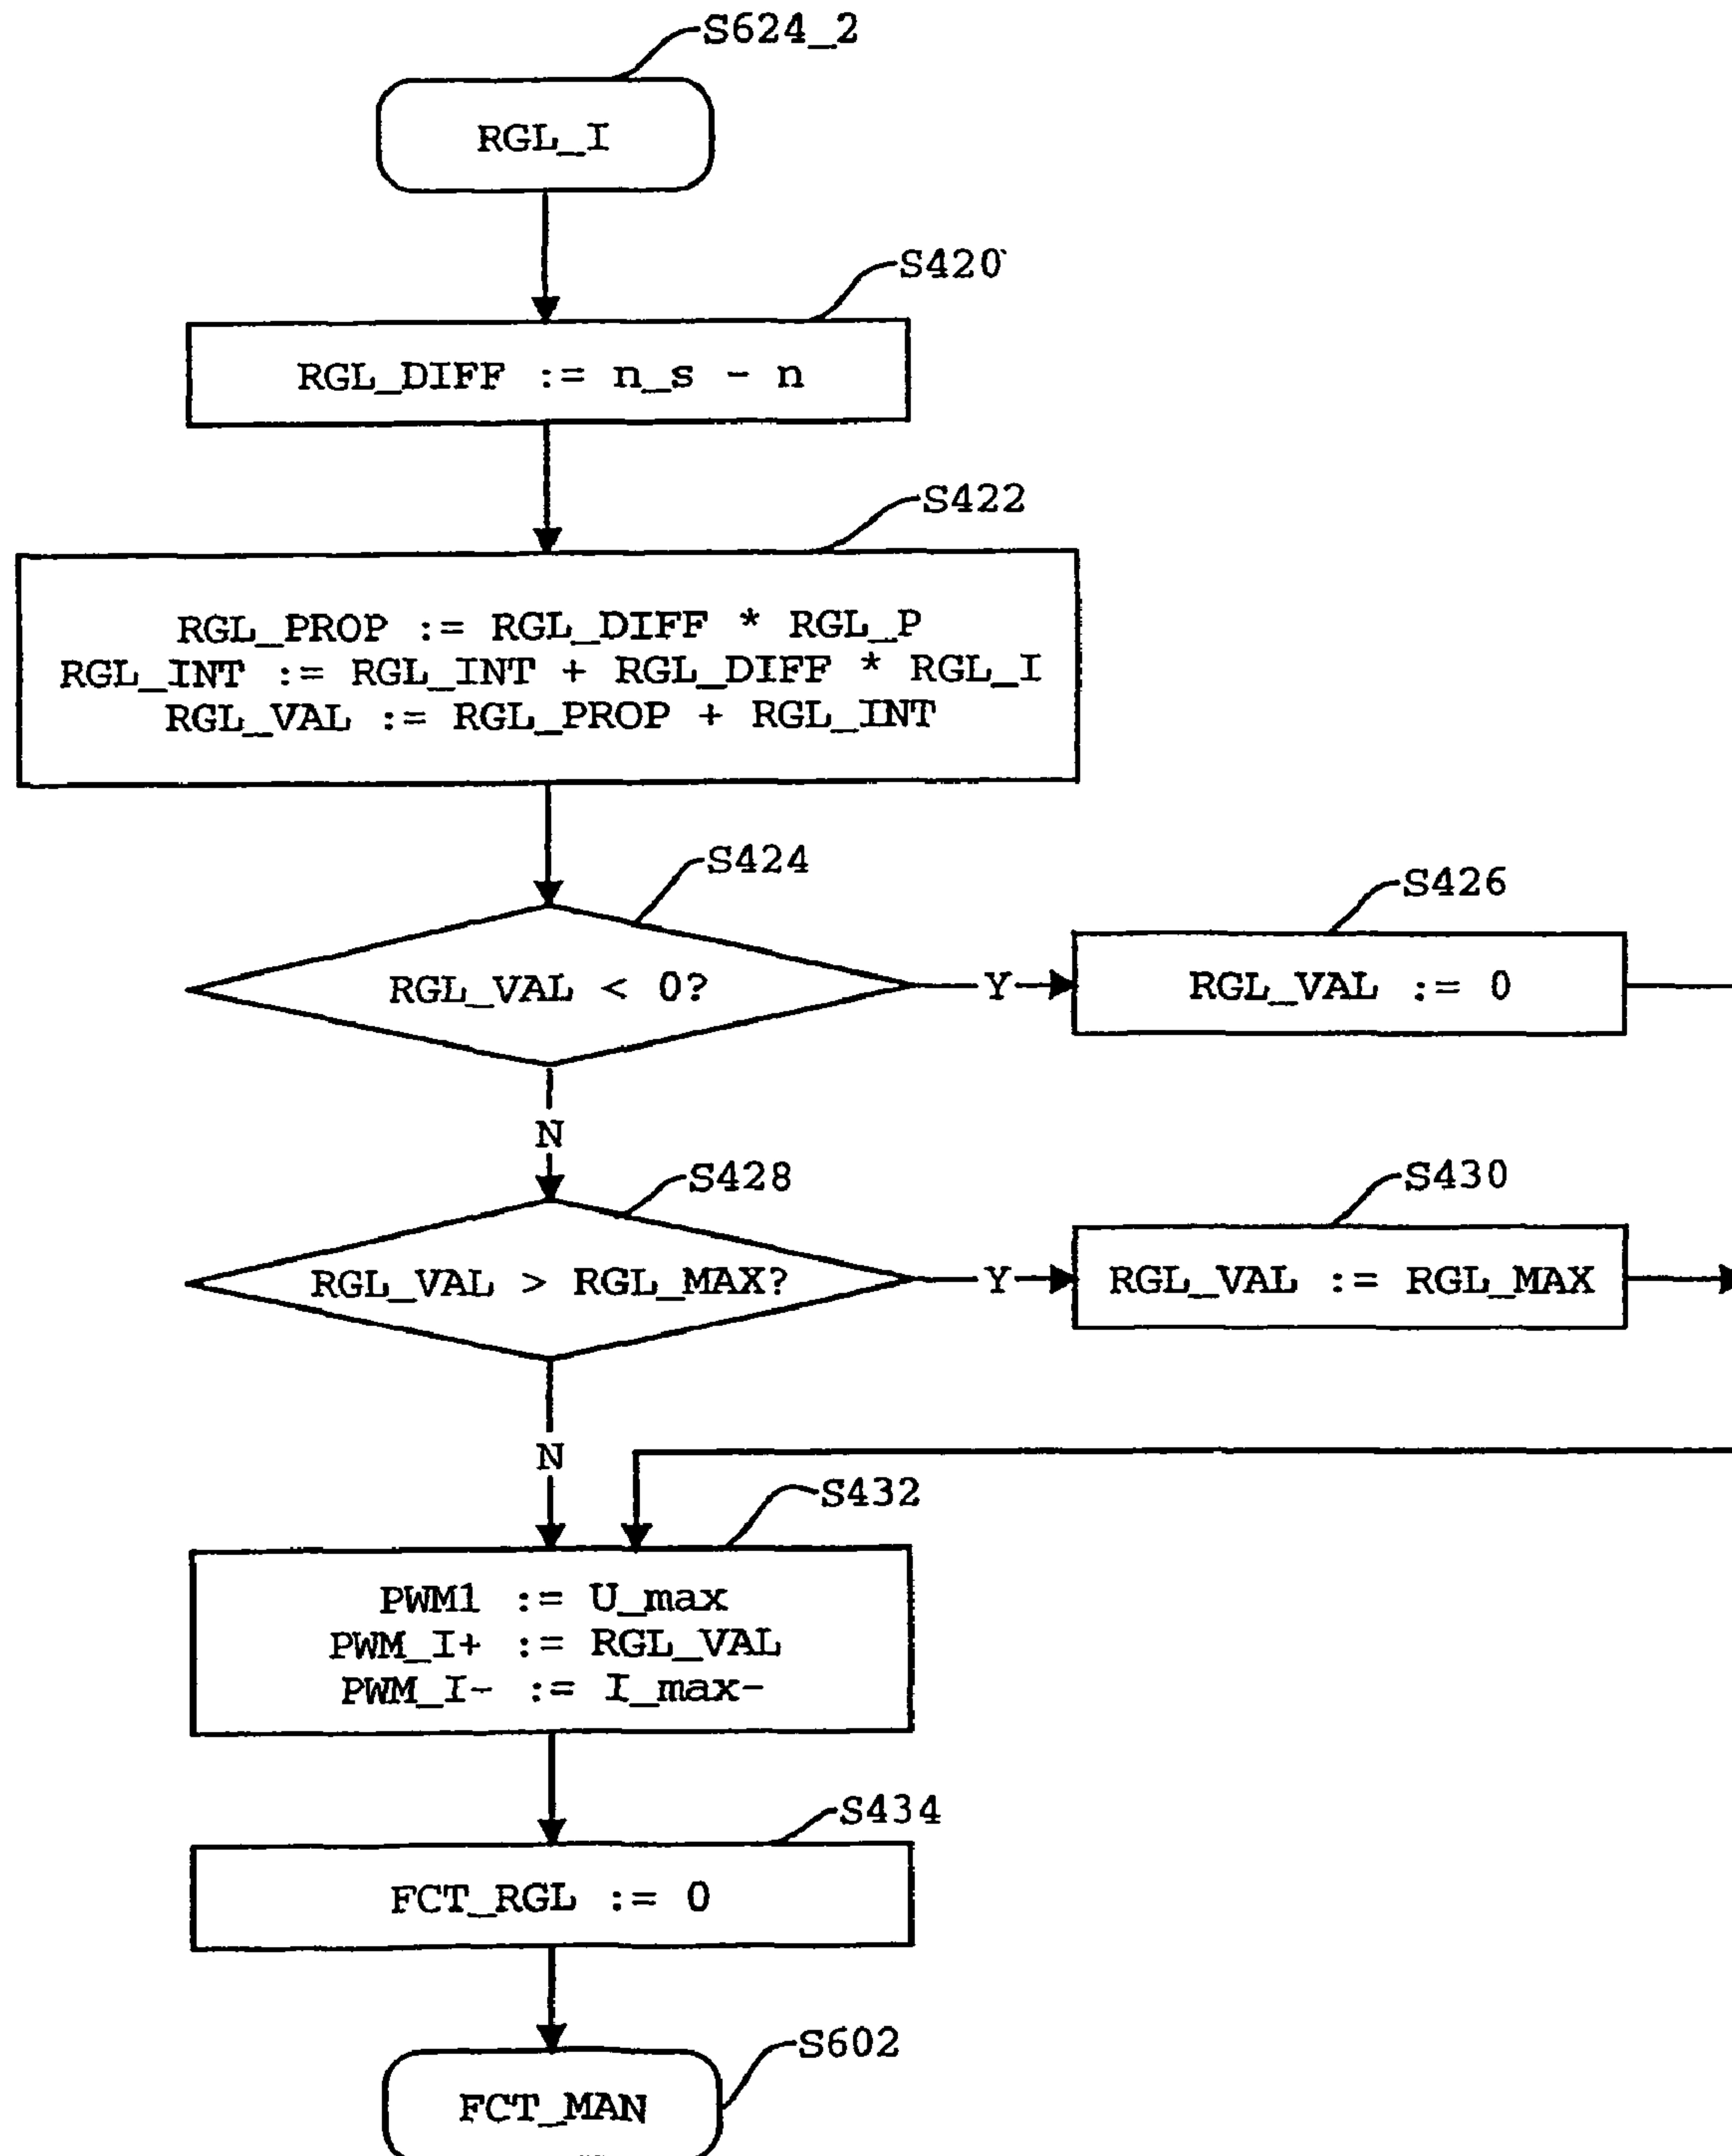 S624_2
RGL_I
S420
RGL_DIFF := n_s - n
S422
RGL_PROP := RGL_DIFF * RGL_P
RGL_INT := RGL_INT + RGL_DIFF * RGL_I
RGL_VAL := RGL_PROP + RGL_INT
S424
RGL_VAL < 0?
Y
S426
RGL_VAL := 0
N
S428
RGL_VAL > RGL_MAX?
Y
S430
RGL_VAL := RGL_MAX
N
S432
PWM1 := U_max
PWM_I+ := RGL_VAL
PWM_I- := I_max-
S434
FCT_RGL := 0
S602
FCT_MAN